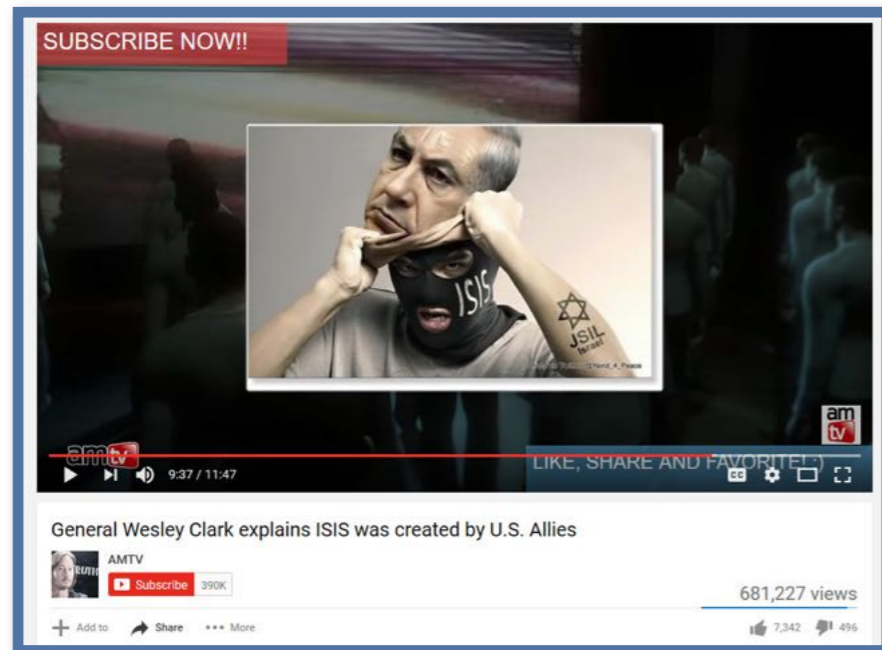 SUBSCRIBE NOW!!
ISIS
JSIL
Israel
am
tv
amtv
LIKE, SHARE AND FAVORITE! :)
9:37 / 11:47
CC
General Wesley Clark explains ISIS was created by U.S. Allies
TRUTH
AMTV
Subscribe 390K
681,227 views
Add to Share More
7,342 496